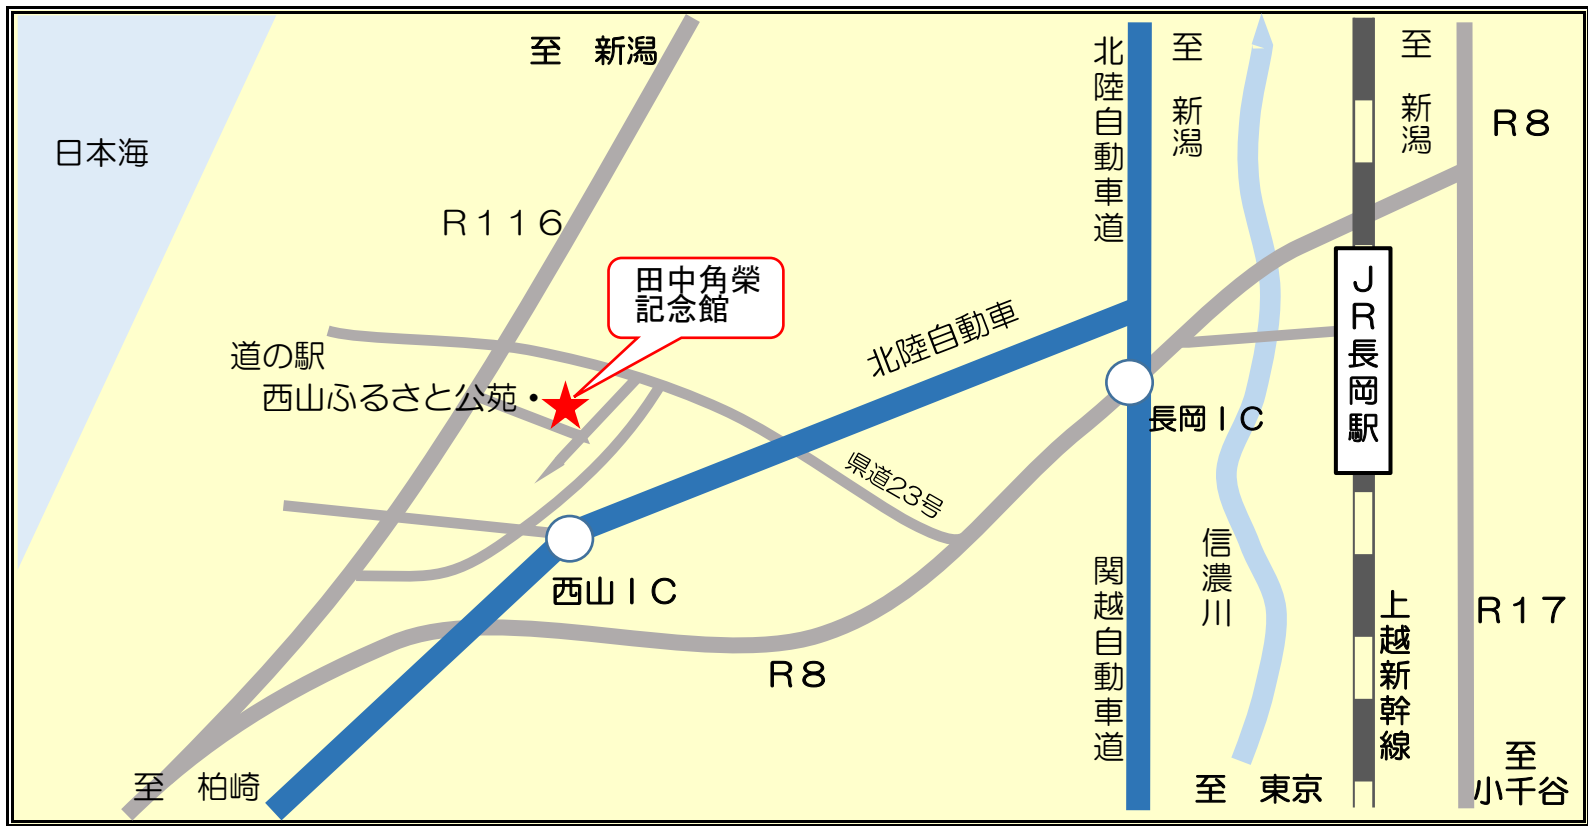 至　新潟
日本海
Ｒ１１６
田中角榮
記念館
道の駅
西山ふるさと公苑・
北陸自動車
県道23号
西山ＩＣ
Ｒ８
至　柏崎
北陸自動車道
至　新潟
至　新潟
Ｒ８
ＪＲ長岡駅
長岡ＩＣ
関越自動車道
信濃川
上越新幹線
Ｒ１７
至　東京
至
小千谷